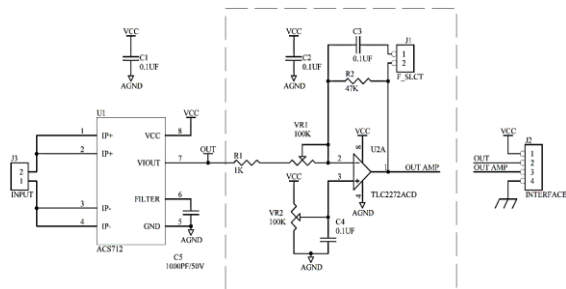 VCC
C1
0.1UF
AGND
VCC
C2
0.1UF
AGND
C3
0.1UF
J1
1
2
F_SLCT
R2
47K
U1
VCC
1
IP+
VCC
8
2
IP+
VIOUT
7
OUT
R1
1K
VR1
100K
J3
2
1
INPUT
3
IP-
4
IP-
FILTER
6
GND
5
AGND
ACS712
C5
1000PF/50V
VCC
VR2
100K
AGND
C4
0.1UF
VCC
8
U2A
2
3
1
OUT AMP
4
TLC2272ACD
AGND
VCC
OUT
OUT AMP
J2
1
2
3
4
INTERFACE